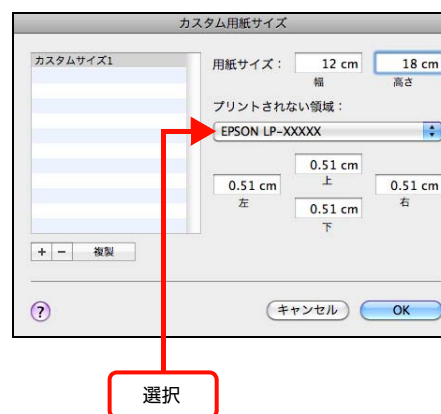 カスタム用紙サイズ
カスタムサイズ1
用紙サイズ： 12 cm 18 cm
幅 高さ
プリントされない領域：
EPSON LP-XXXXX
0.51 cm
上
0.51 cm 0.51 cm
左 右
0.51 cm
下
+ − 複製
? キャンセル OK
選択